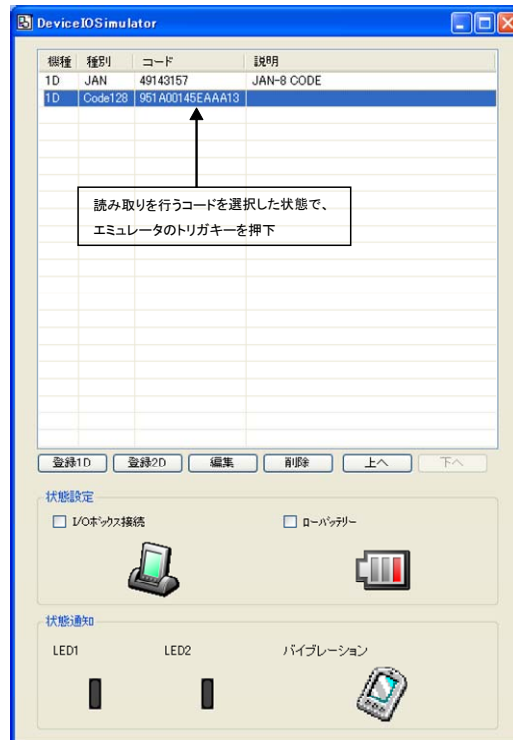 DeviceIOSimulator
機種 種別 コード 説明
1D JAN 49143157 JAN-8 CODE
1D Code128 951A00145EAAA13
読み取りを行うコードを選択した状態で、
エミュレータのトリガキーを押下
登録1D 登録2D 編集 削除 上へ 下へ
状態設定
I/Oボックス接続 ローバッテリー
状態通知
LED1 LED2 バイブレーション